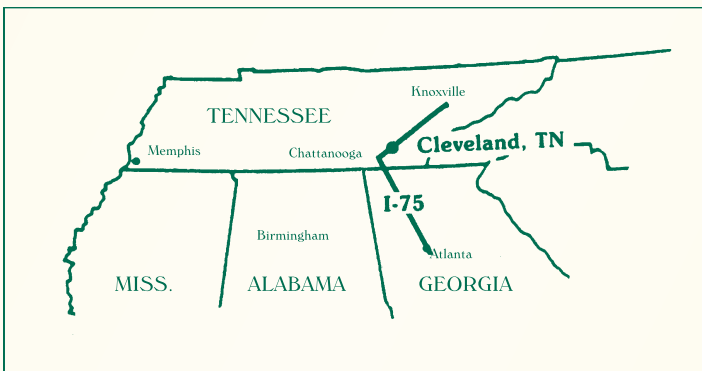 Knoxville
TENNESSEE
Cleveland, TN
Memphis
Chattanooga
I-75
Birmingham
Atlanta
MISS.
ALABAMA
GEORGIA